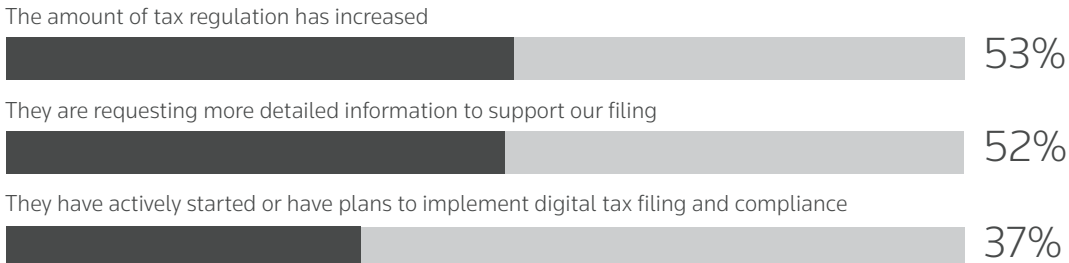 The amount of tax regulation has increased
53%
They are requesting more detailed information to support our filing
52%
They have actively started or have plans to implement digital tax filing and compliance
37%